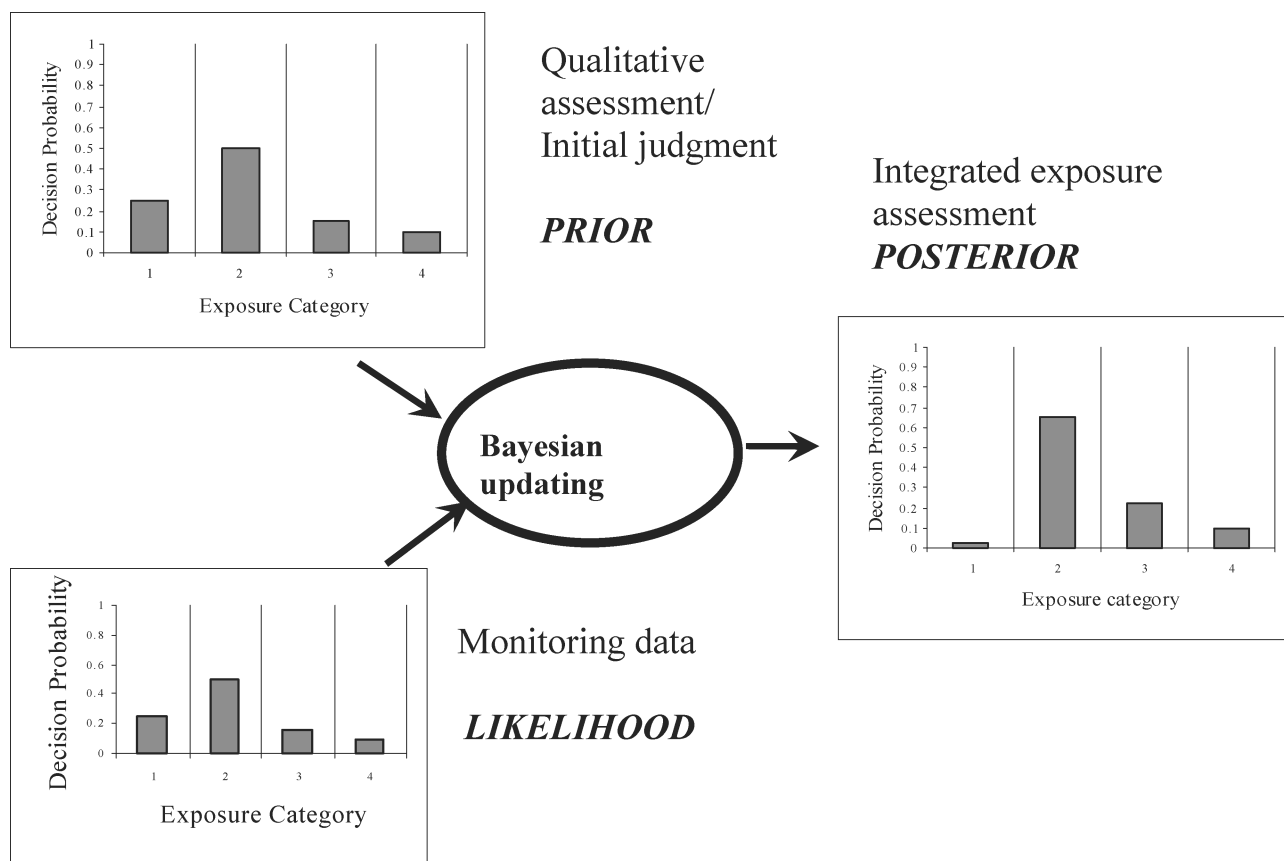 Decision Probability
1
0.9
0.8
0.7
0.6
0.5
0.4
0.3
0.2
0.1
0
1 2 3 4
Exposure Category
Qualitative
assessment/
Initial judgment
PRIOR
Integrated exposure
assessment
POSTERIOR
Bayesian
updating
Decision Probability
1
0.9
0.8
0.7
0.6
0.5
0.4
0.3
0.2
0.1
0
1 2 3 4
Exposure category
Decision Probability
1
0.8
0.6
0.4
0.2
0
1 2 3 4
Exposure Category
Monitoring data
LIKELIHOOD